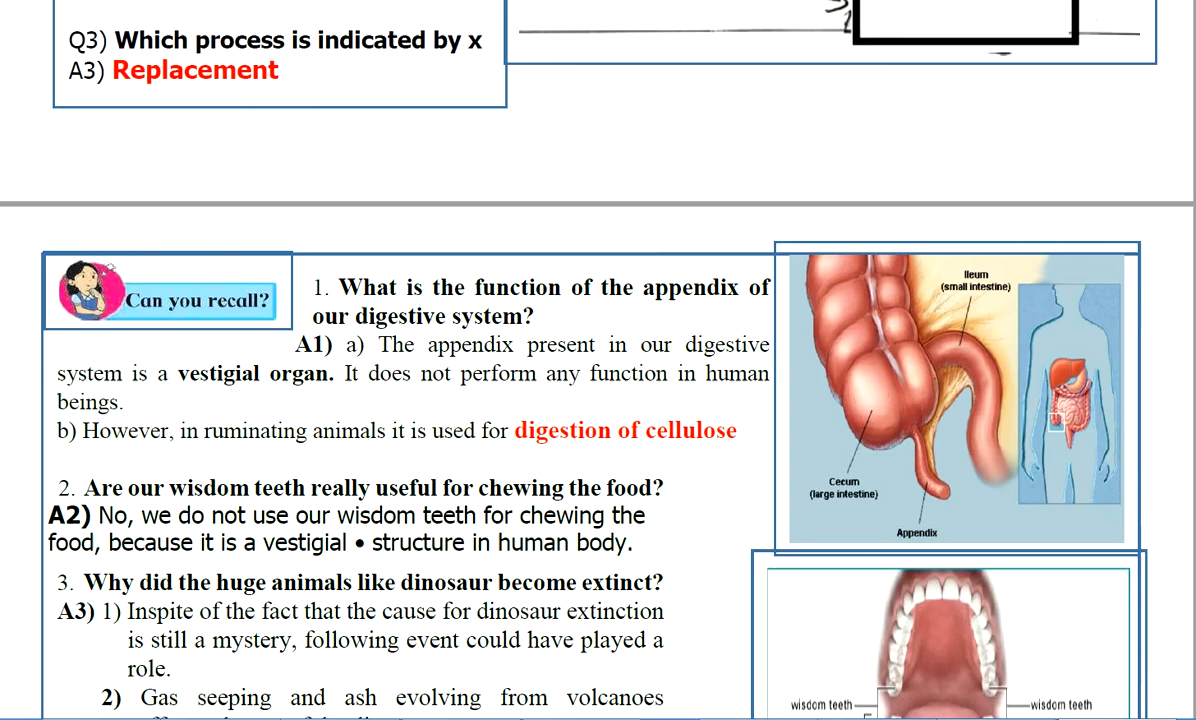 Q3) Which process is indicated by x
A3) Replacement
Can you recall?
1. What is the function of the appendix of
our digestive system?
A1) a) The appendix present in our digestive
system is a vestigial organ. It does not perform any function in human
beings.
b) However, in ruminating animals it is used for digestion of cellulose
2. Are our wisdom teeth really useful for chewing the food?
A2) No, we do not use our wisdom teeth for chewing the
food, because it is a vestigial • structure in human body.
3. Why did the huge animals like dinosaur become extinct?
A3) 1) Inspite of the fact that the cause for dinosaur extinction
is still a mystery, following event could have played a
role.
2) Gas seeping and ash evolving from volcanoes
Ileum
(small intestine)
Cecum
(large intestine)
Appendix
wisdom teeth
wisdom teeth